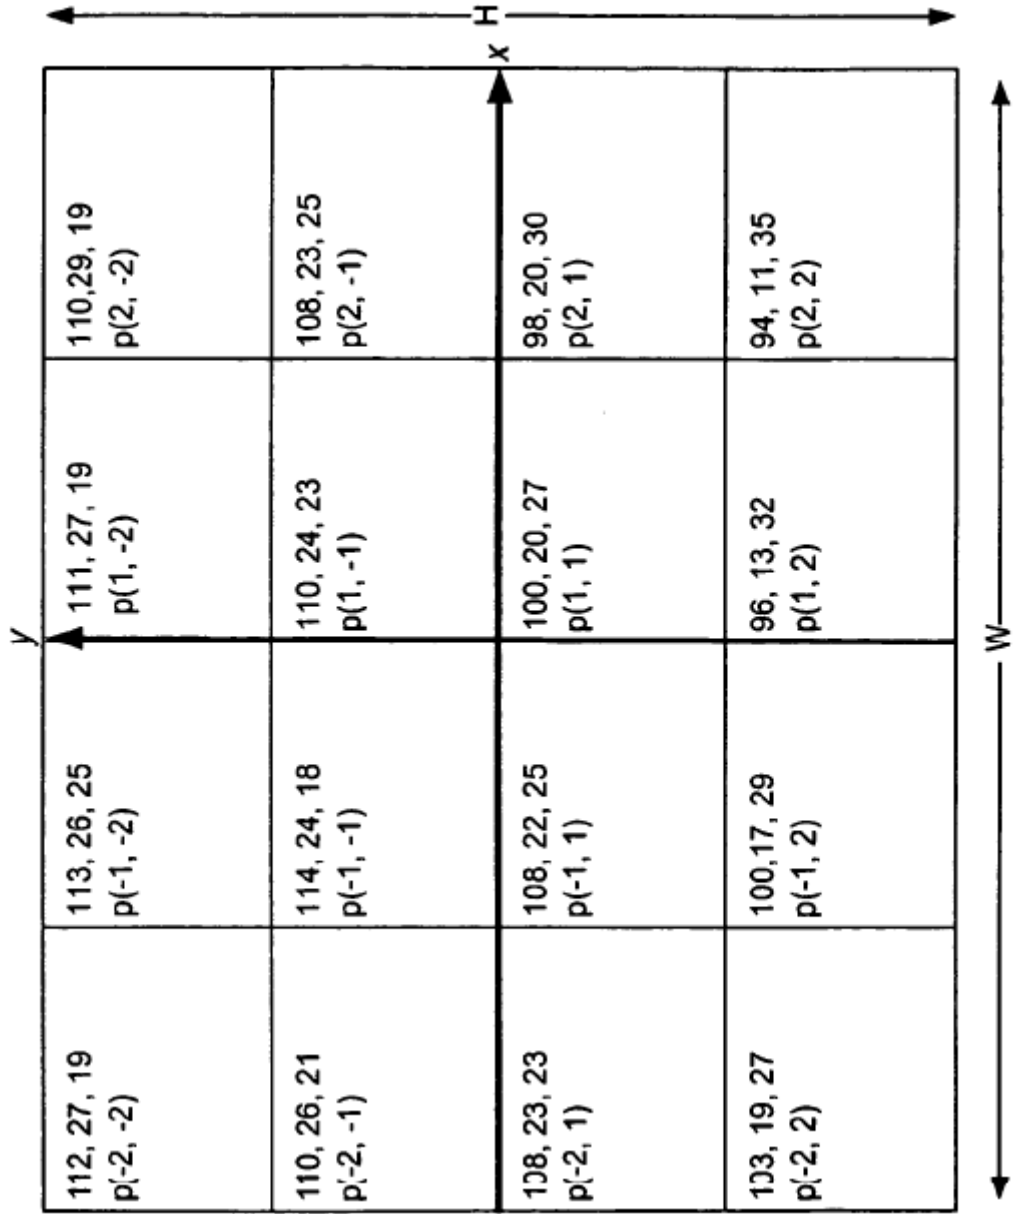 y
112, 27, 19
p(-2, -2)
113, 26, 25
p(-1, -2)
111, 27, 19
p(1, -2)
110,29, 19
p(2, -2)
110, 26, 21
p(-2, -1)
114, 24, 18
p(-1, -1)
110, 24, 23
p(1, -1)
108, 23, 25
p(2, -1)
x
H
108, 23, 23
p(-2, 1)
108, 22, 25
p(-1, 1)
100, 20, 27
p(1, 1)
98, 20, 30
p(2, 1)
103, 19, 27
p(-2, 2)
100,17, 29
p(-1, 2)
96, 13, 32
p(1, 2)
94, 11, 35
p(2, 2)
W